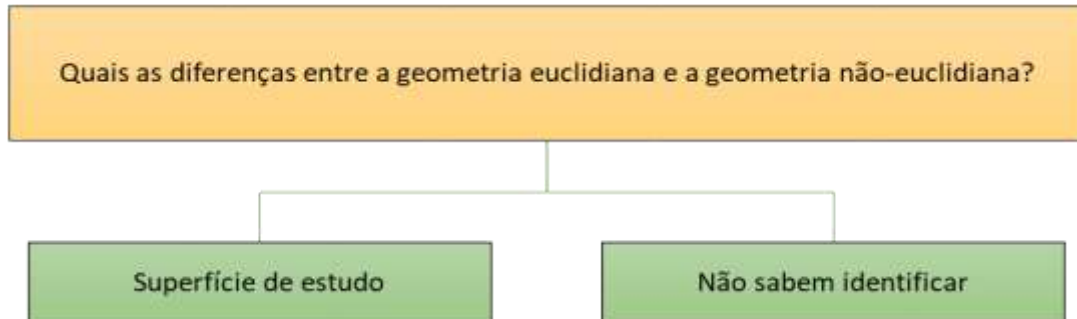 Quais as diferenças entre a geometria euclidiana e a geometria não-euclidiana?
Superfície de estudo
Não sabem identificar